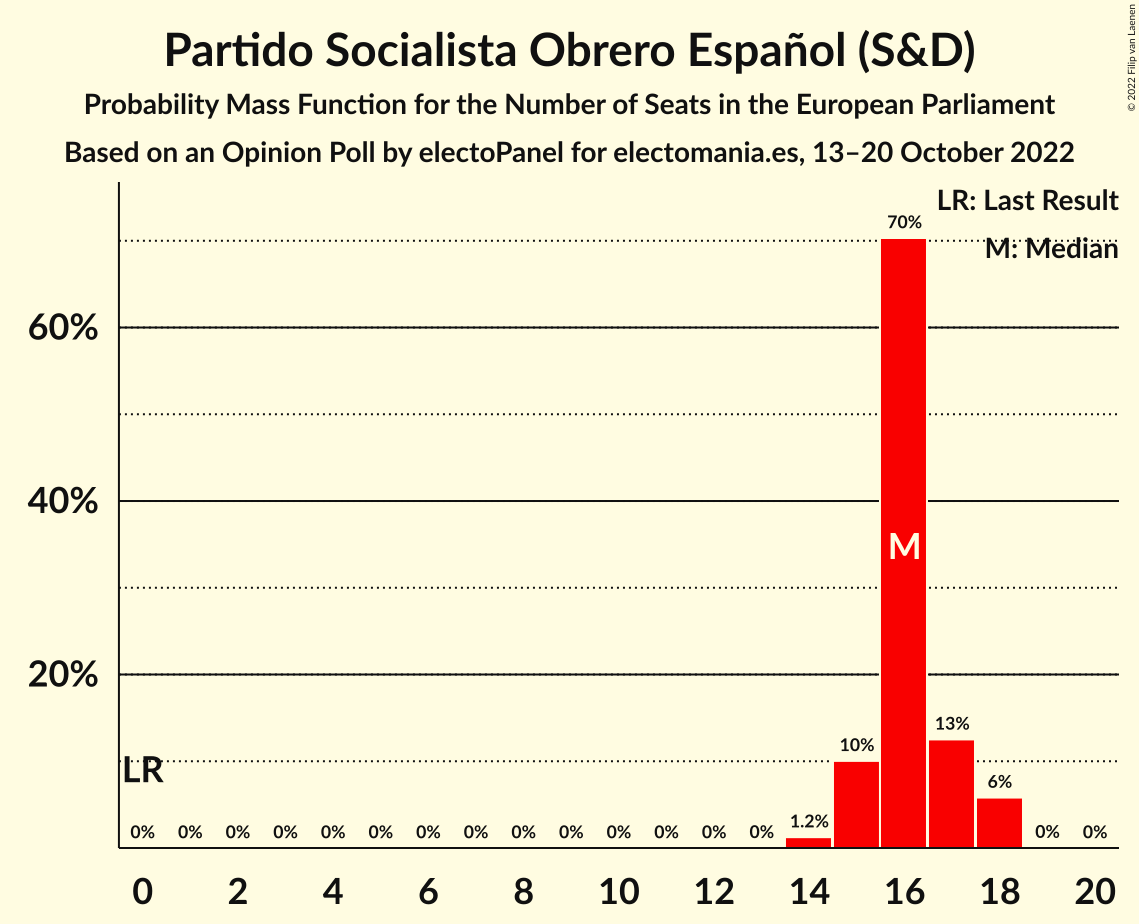 Partido Socialista Obrero Español (S&D)
Probability Mass Function for the Number of Seats in the European Parliament
Based on an Opinion Poll by electoPanel for electomania.es, 13–20 October 2022
© 2022 Filip van Laenen
LR: Last Result
M: Median
70%
60%
40%
M
20%
13%
10%
LR
6%
1.2%
0% 0% 0% 0% 0% 0% 0% 0% 0% 0% 0% 0% 0% 0% 0% 0%
0 2 4 6 8 10 12 14 16 18 20